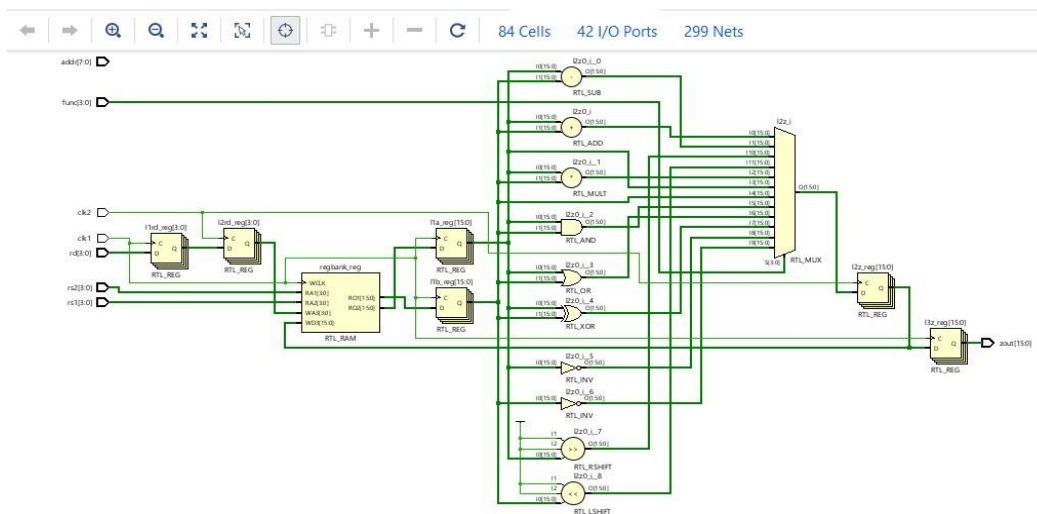 84 Cells 42 I/O Ports 299 Nets
addr[7:0]
func[3:0]
clk2
clk1
rd[3:0]
rs2[3:0]
rs1[3:0]
l1rd_reg[3:0]
C
D
Q
RTL_REG
l2rd_reg[3:0]
C
D
Q
RTL_REG
regbank_reg
WCLK
RA1[3:0]
RA2[3:0]
WA3[3:0]
WD3[15:0]
RO1[15:0]
RO2[15:0]
RTL_RAM
l1a_reg[15:0]
C
D
Q
RTL_REG
l1b_reg[15:0]
C
D
Q
RTL_REG
l2z0_i__0
I0[15:0]
I1[15:0]
-
O[15:0]
RTL_SUB
l2z0_i
I0[15:0]
I1[15:0]
+
O[15:0]
RTL_ADD
l2z0_i__1
I0[15:0]
I1[15:0]
*
O[15:0]
RTL_MULT
l2z0_i__2
I0[15:0]
I1[15:0]
O[15:0]
RTL_AND
l2z0_i__3
I0[15:0]
I1[15:0]
O[15:0]
RTL_OR
l2z0_i__4
I0[15:0]
I1[15:0]
O[15:0]
RTL_XOR
l2z0_i__5
I0[15:0]
O[15:0]
RTL_INV
l2z0_i__6
I0[15:0]
O[15:0]
RTL_INV
l2z0_i__7
I1
I2
I0[15:0]
>>
O[15:0]
RTL_RSHIFT
l2z0_i__8
I1
I2
I0[15:0]
<<
O[15:0]
RTL_LSHIFT
l2z_i
I0[15:0]
I1[15:0]
I10[15:0]
I11[15:0]
I2[15:0]
I3[15:0]
I4[15:0]
I5[15:0]
I6[15:0]
I7[15:0]
I8[15:0]
I9[15:0]
S[3:0]
O[15:0]
RTL_MUX
l2z_reg[15:0]
C
D
Q
RTL_REG
l3z_reg[15:0]
C
D
Q
RTL_REG
zout[15:0]